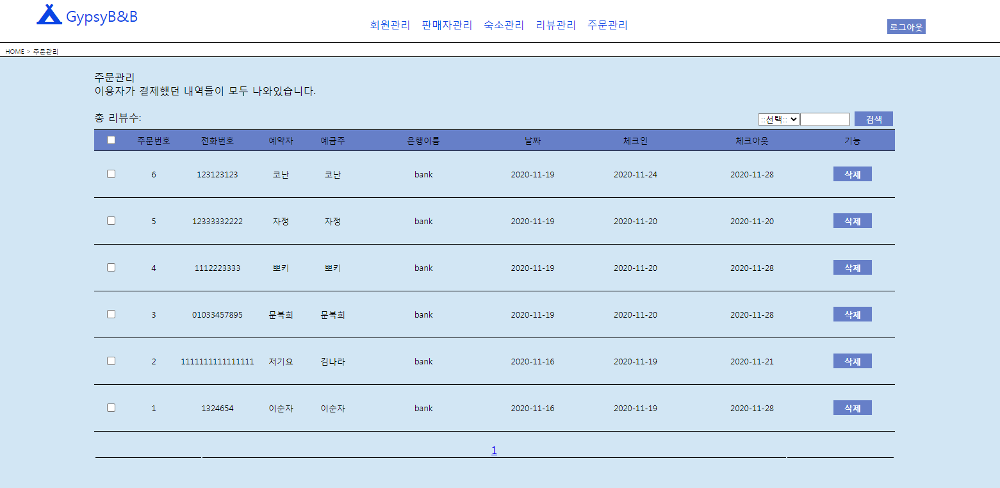 GypsyB&B
회원관리 판매자관리 숙소관리 리뷰관리 주문관리
로그아웃
HOME > 주문관리
주문관리
이용자가 결제했던 내역들이 모두 나와있습니다.
총 리뷰수:
::선택:: 검색
주문번호 전화번호 예약자 예금주 은행이름 날짜 체크인 체크아웃 기능
6 123123123 코난 코난 bank 2020-11-19 2020-11-24 2020-11-28 삭제
5 12333332222 자정 자정 bank 2020-11-19 2020-11-20 2020-11-20 삭제
4 1112223333 뽀키 뽀키 bank 2020-11-19 2020-11-20 2020-11-28 삭제
3 01033457895 문복희 문복희 bank 2020-11-19 2020-11-20 2020-11-28 삭제
2 1111111111111111 저기요 김나라 bank 2020-11-16 2020-11-19 2020-11-21 삭제
1 1324654 이순자 이순자 bank 2020-11-16 2020-11-19 2020-11-28 삭제
1